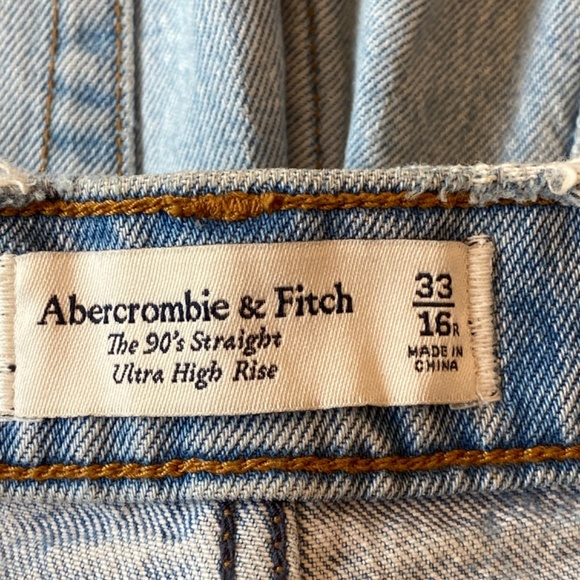 Abercrombie & Fitch
The 90's Straight
Ultra High Rise
33
16R
MADE IN
CHINA